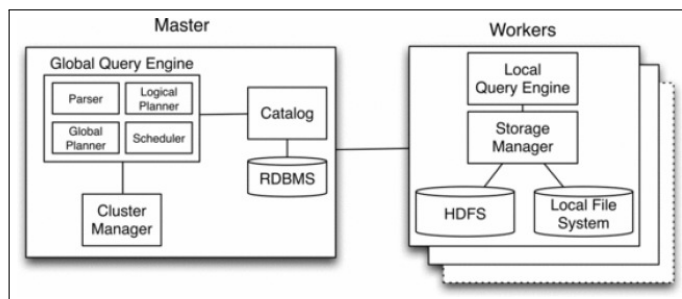 Master
Global Query Engine
Parser
Logical
Planner
Global
Planner
Scheduler
Cluster
Manager
Catalog
RDBMS
Workers
Local
Query Engine
Storage
Manager
HDFS
Local File
System